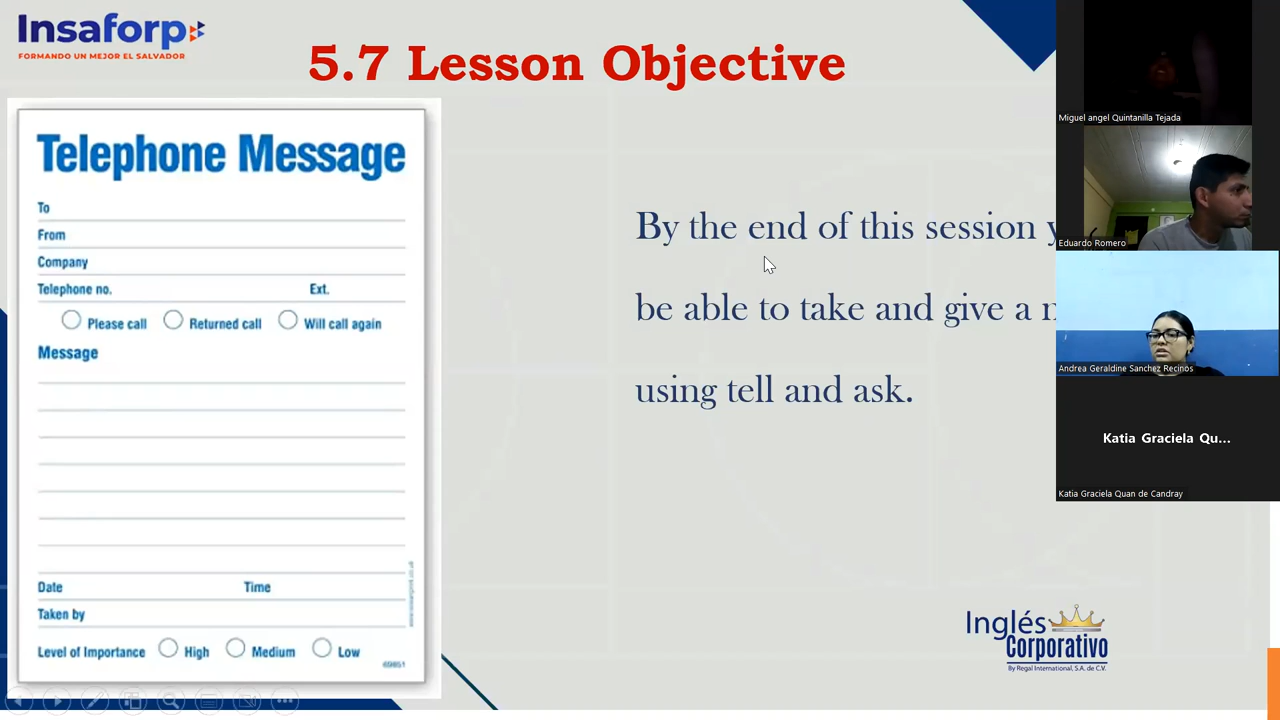 Insaforp
FORMANDO UN MEJOR EL SALVADOR
5.7 Lesson Objective
Telephone Message
To
From
Company
Telephone no. Ext.
Please call Returned call Will call again
Message
Date Time
Taken by
Level of Importance High Medium Low
69851
By the end of this session
be able to take and give a
using tell and ask.
Miguel angel Quintanilla Tejada
Eduardo Romero
Andrea Geraldine Sanchez Recinos
Katia Graciela Qu...
Katia Graciela Quan de Candray
Inglés
Corporativo
By Regal International, S.A. de C.V.